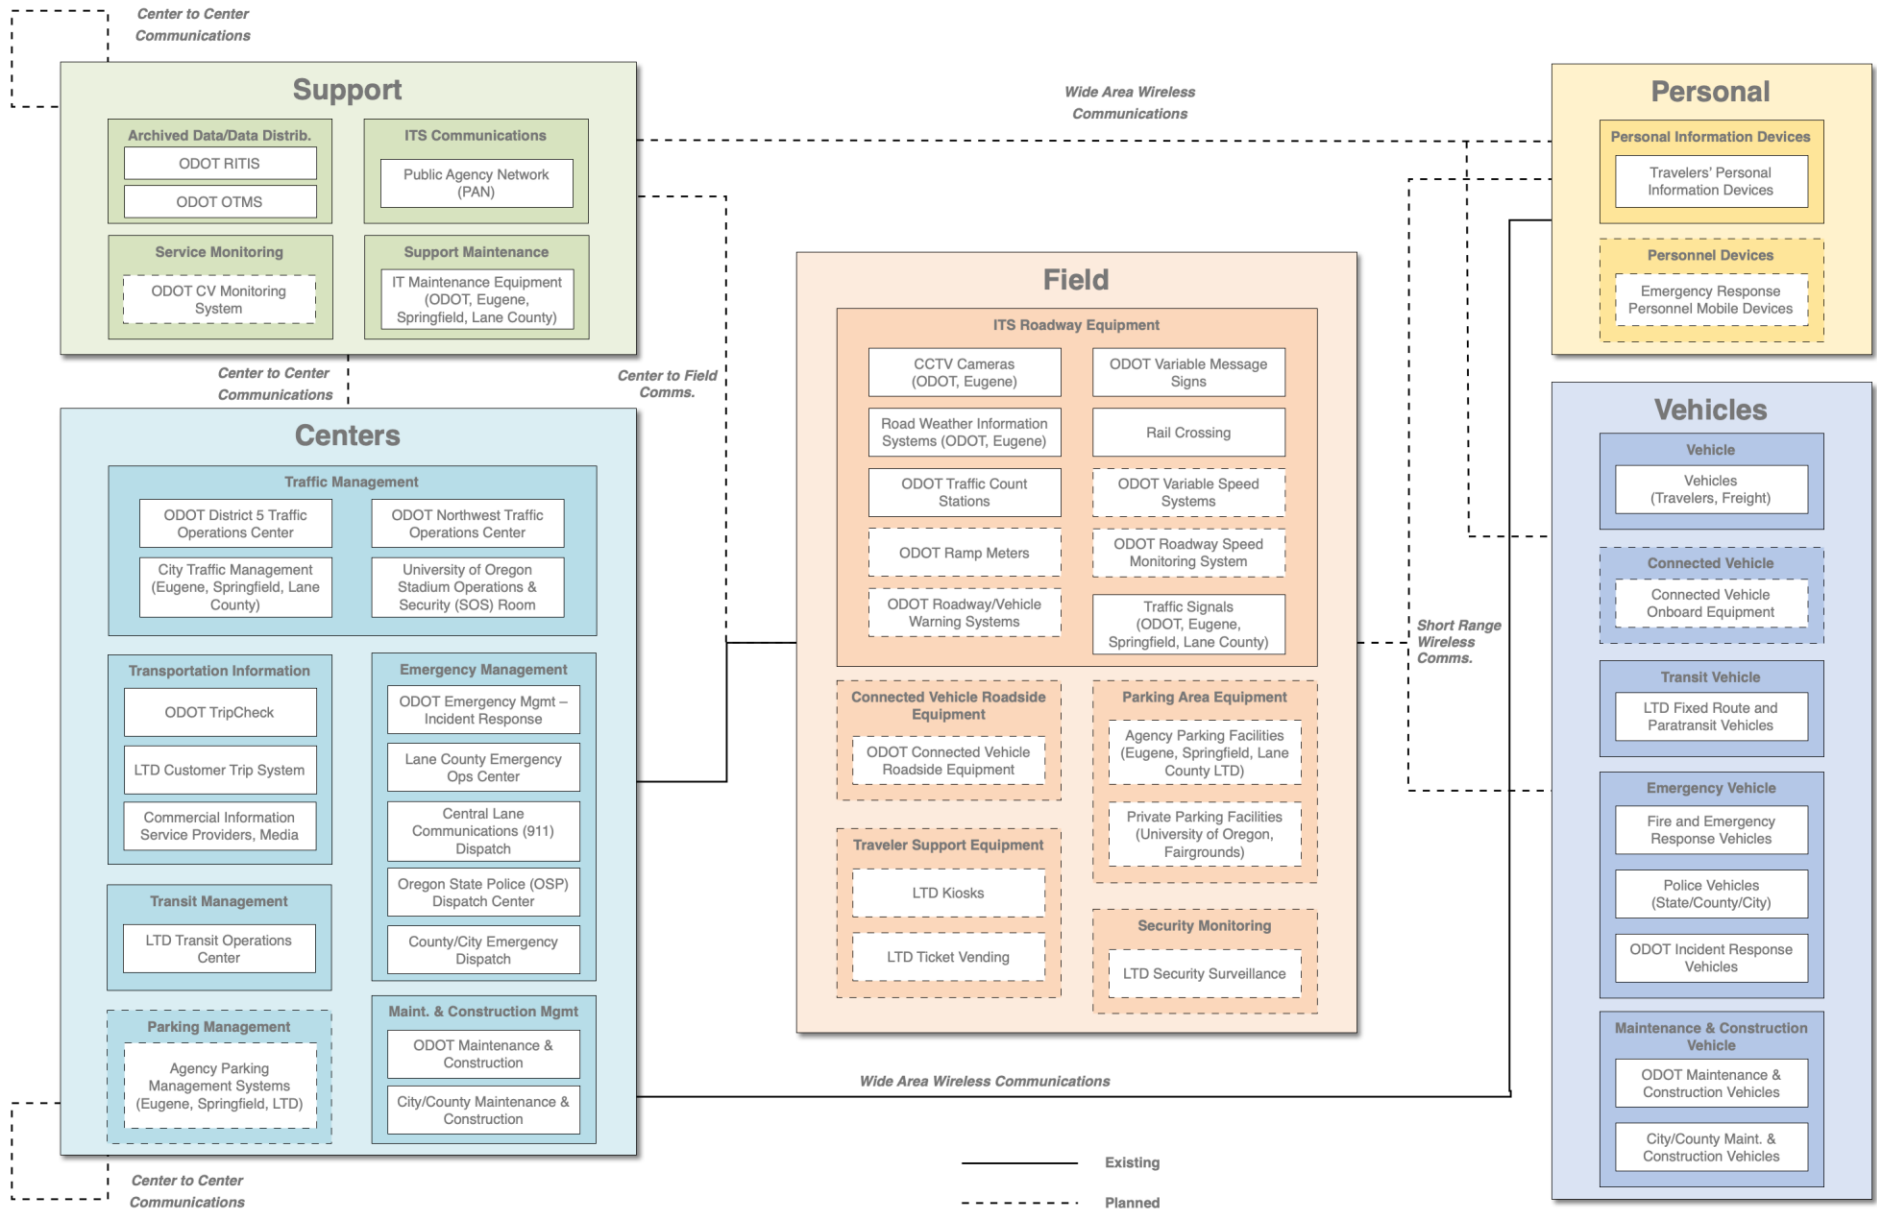 Center to Center
Communications
Support
Archived Data/Data Distrib.
ODOT RITIS
ODOT OTMS
ITS Communications
Public Agency Network
(PAN)
Service Monitoring
ODOT CV Monitoring
System
Support Maintenance
IT Maintenance Equipment
(ODOT, Eugene,
Springfield, Lane County)
Center to Center
Communications
Center to Field
Comms.
Wide Area Wireless
Communications
Centers
Traffic Management
ODOT District 5 Traffic
Operations Center
ODOT Northwest Traffic
Operations Center
City Traffic Management
(Eugene, Springfield, Lane
County)
University of Oregon
Stadium Operations &
Security (SOS) Room
Transportation Information
ODOT TripCheck
LTD Customer Trip System
Commercial Information
Service Providers, Media
Emergency Management
ODOT Emergency Mgmt –
Incident Response
Lane County Emergency
Ops Center
Central Lane
Communications (911)
Dispatch
Oregon State Police (OSP)
Dispatch Center
County/City Emergency
Dispatch
Transit Management
LTD Transit Operations
Center
Parking Management
Agency Parking
Management Systems
(Eugene, Springfield, LTD)
Maint. & Construction Mgmt
ODOT Maintenance &
Construction
City/County Maintenance &
Construction
Center to Center
Communications
Field
ITS Roadway Equipment
CCTV Cameras
(ODOT, Eugene)
ODOT Variable Message
Signs
Road Weather Information
Systems (ODOT, Eugene)
Rail Crossing
ODOT Traffic Count
Stations
ODOT Variable Speed
Systems
ODOT Ramp Meters
ODOT Roadway Speed
Monitoring System
ODOT Roadway/Vehicle
Warning Systems
Traffic Signals
(ODOT, Eugene,
Springfield, Lane County)
Connected Vehicle Roadside
Equipment
ODOT Connected Vehicle
Roadside Equipment
Parking Area Equipment
Agency Parking Facilities
(Eugene, Springfield, Lane
County LTD)
Private Parking Facilities
(University of Oregon,
Fairgrounds)
Traveler Support Equipment
LTD Kiosks
LTD Ticket Vending
Security Monitoring
LTD Security Surveillance
Short Range
Wireless
Comms.
Wide Area Wireless Communications
Existing
Planned
Personal
Personal Information Devices
Travelers' Personal
Information Devices
Personnel Devices
Emergency Response
Personnel Mobile Devices
Vehicles
Vehicle
Vehicles
(Travelers, Freight)
Connected Vehicle
Connected Vehicle
Onboard Equipment
Transit Vehicle
LTD Fixed Route and
Paratransit Vehicles
Emergency Vehicle
Fire and Emergency
Response Vehicles
Police Vehicles
(State/County/City)
ODOT Incident Response
Vehicles
Maintenance & Construction
Vehicle
ODOT Maintenance &
Construction Vehicles
City/County Maint. &
Construction Vehicles